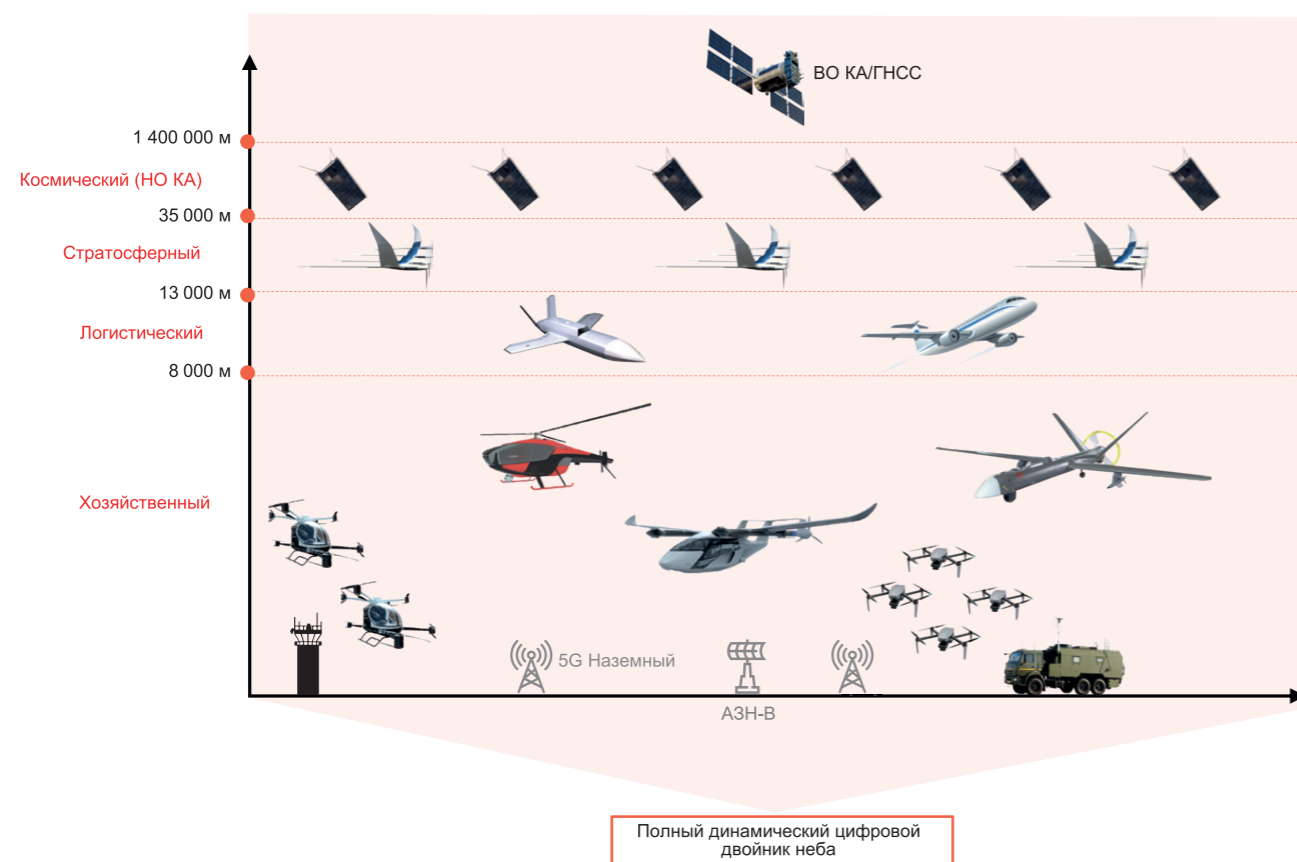 ВО КА/ГНСС
1 400 000 м
Космический (НО КА)
35 000 м
Стратосферный
13 000 м
Логистический
8 000 м
Хозяйственный
5G Наземный
АЗН-В
Полный динамический цифровой
двойник неба